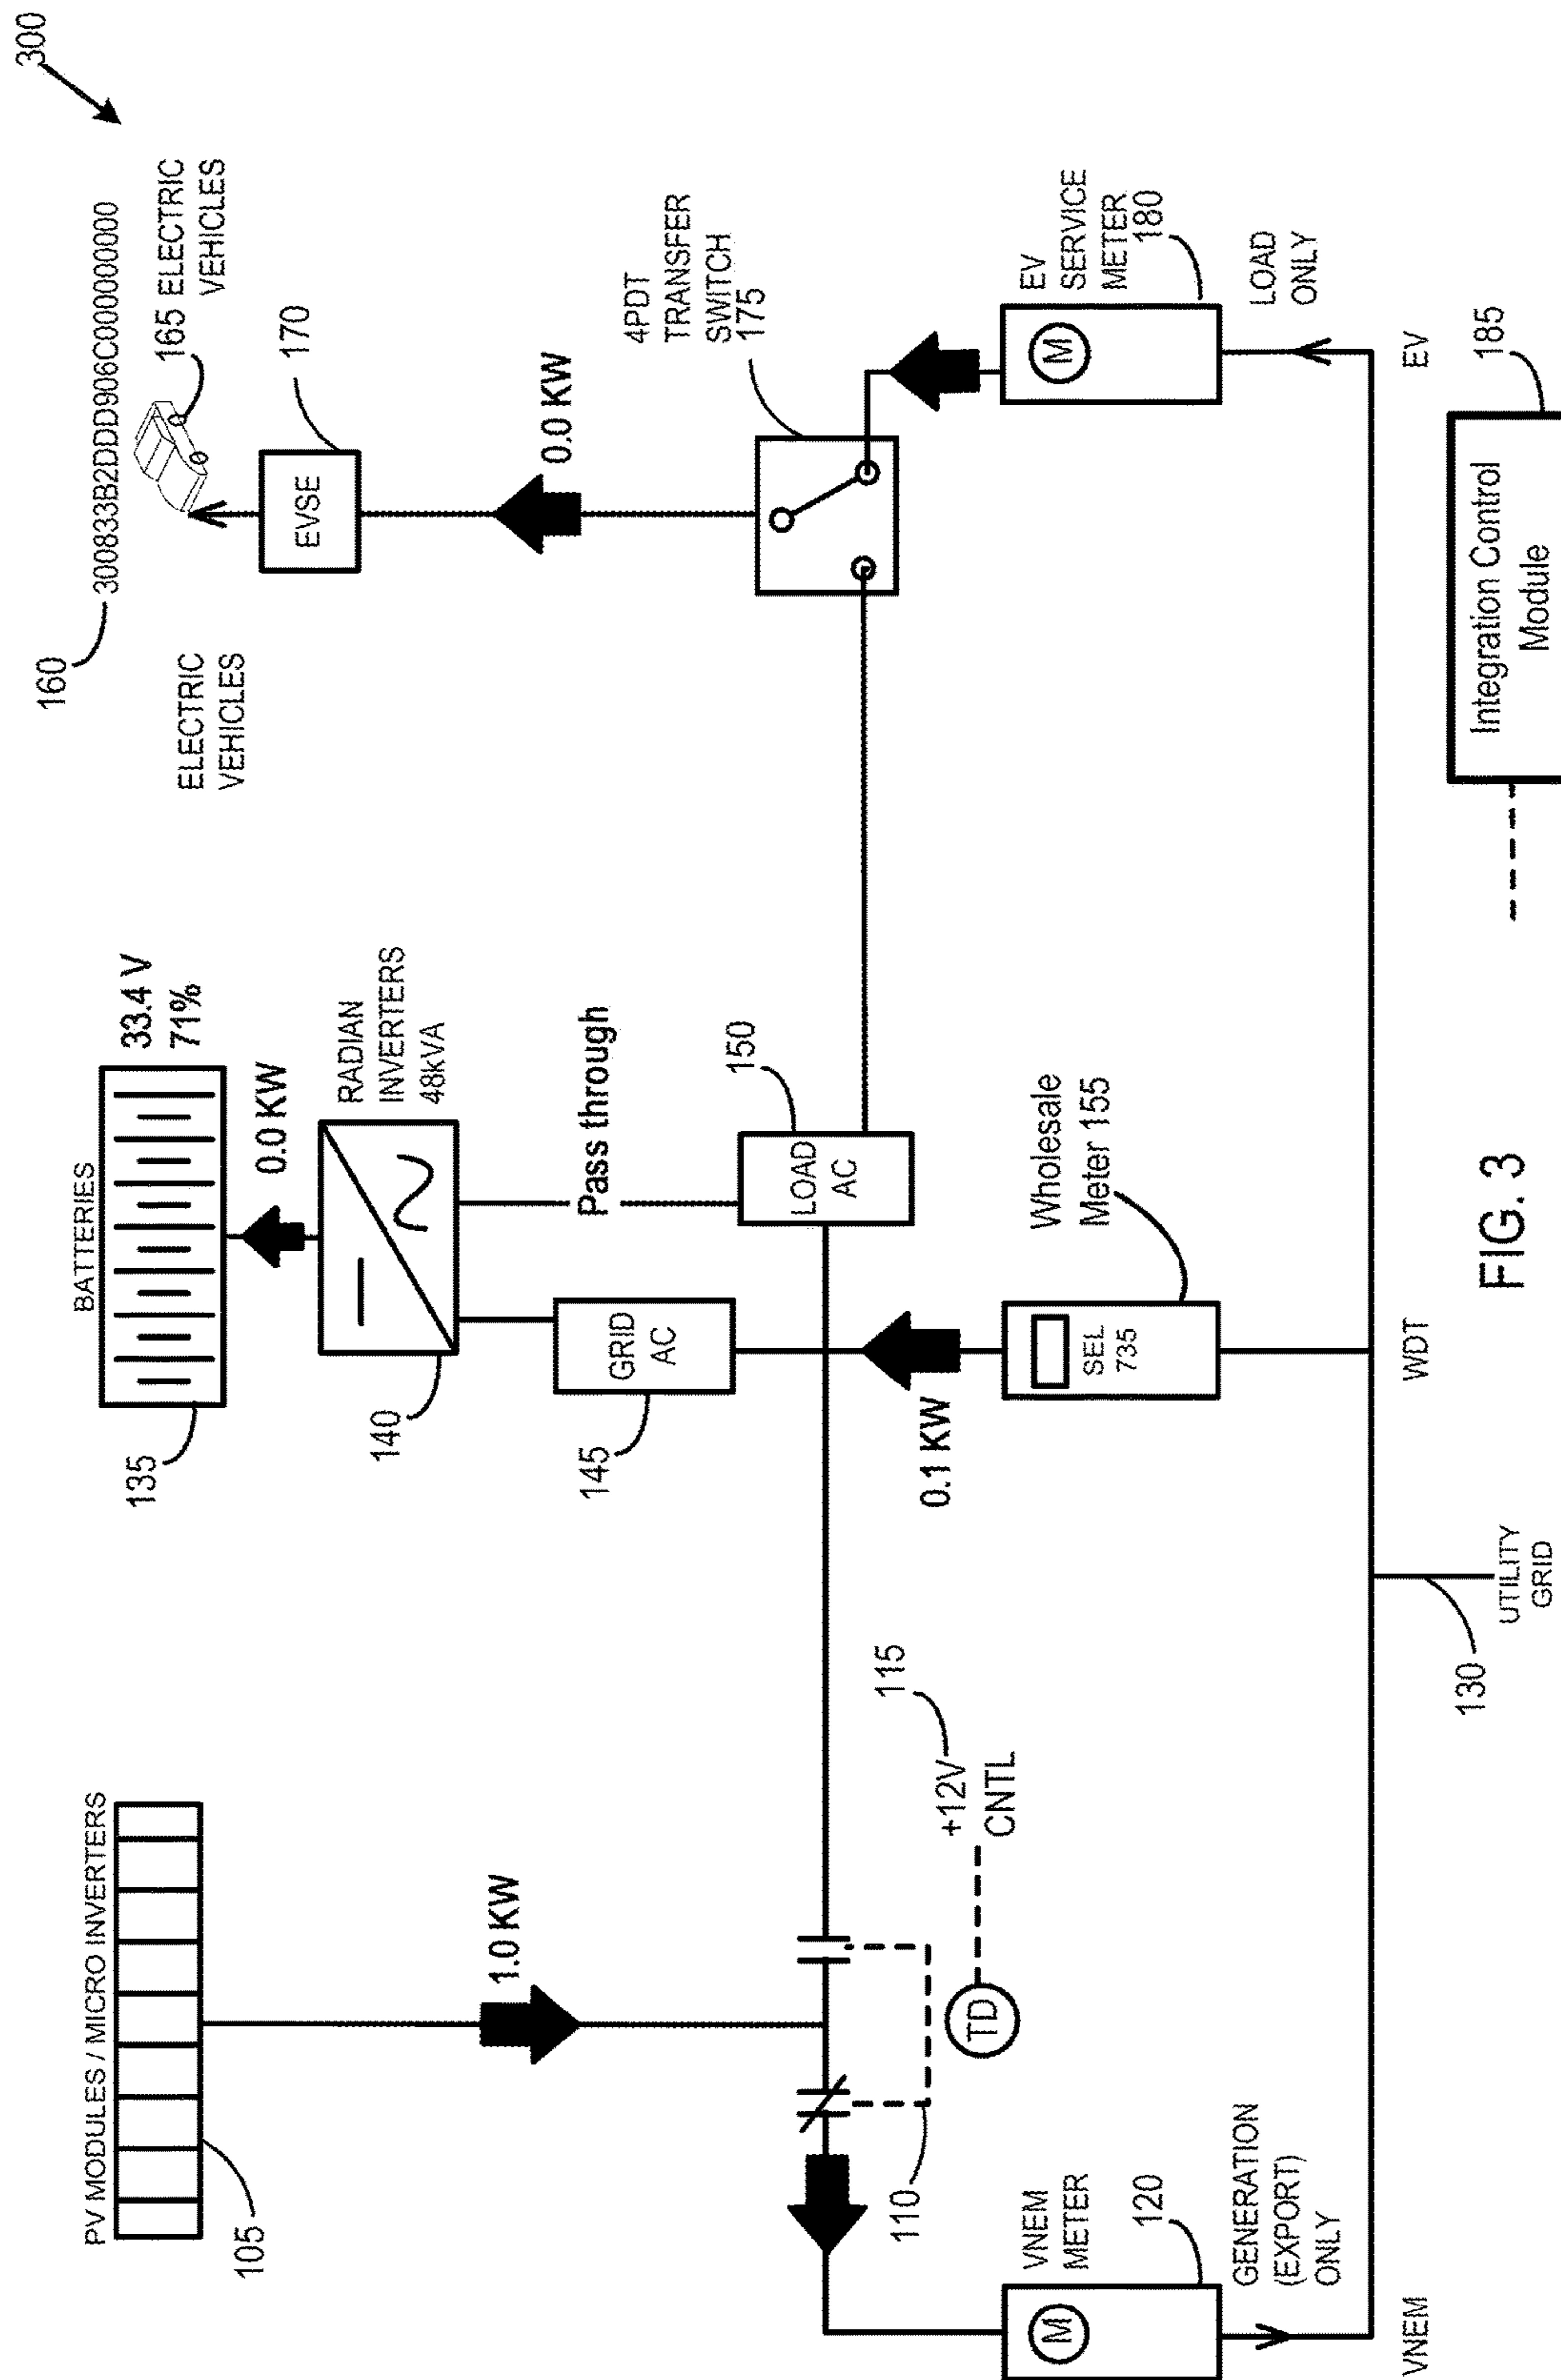 300
160
300833B2DDD906C000000000
165 ELECTRIC
VEHICLES
ELECTRIC
VEHICLES
170
EVSE
0.0 KW
4PDT
TRANSFER
SWITCH
175
EV
SERVICE
METER
180
M
LOAD
ONLY
EV
185
Integration Control
Module
BATTERIES
33.4 V
71%
135
0.0 KW
RADIAN
INVERTERS
48kVA
140
Pass through
GRID
AC
145
LOAD
AC
150
0.1 KW
Wholesale
Meter 155
SEL
735
WDT
PV MODULES / MICRO INVERTERS
105
1.0 KW
110
TD
+12V
CNTL
115
VNEM
METER
120
M
GENERATION
(EXPORT)
ONLY
VNEM
130
UTILITY
GRID
FIG. 3